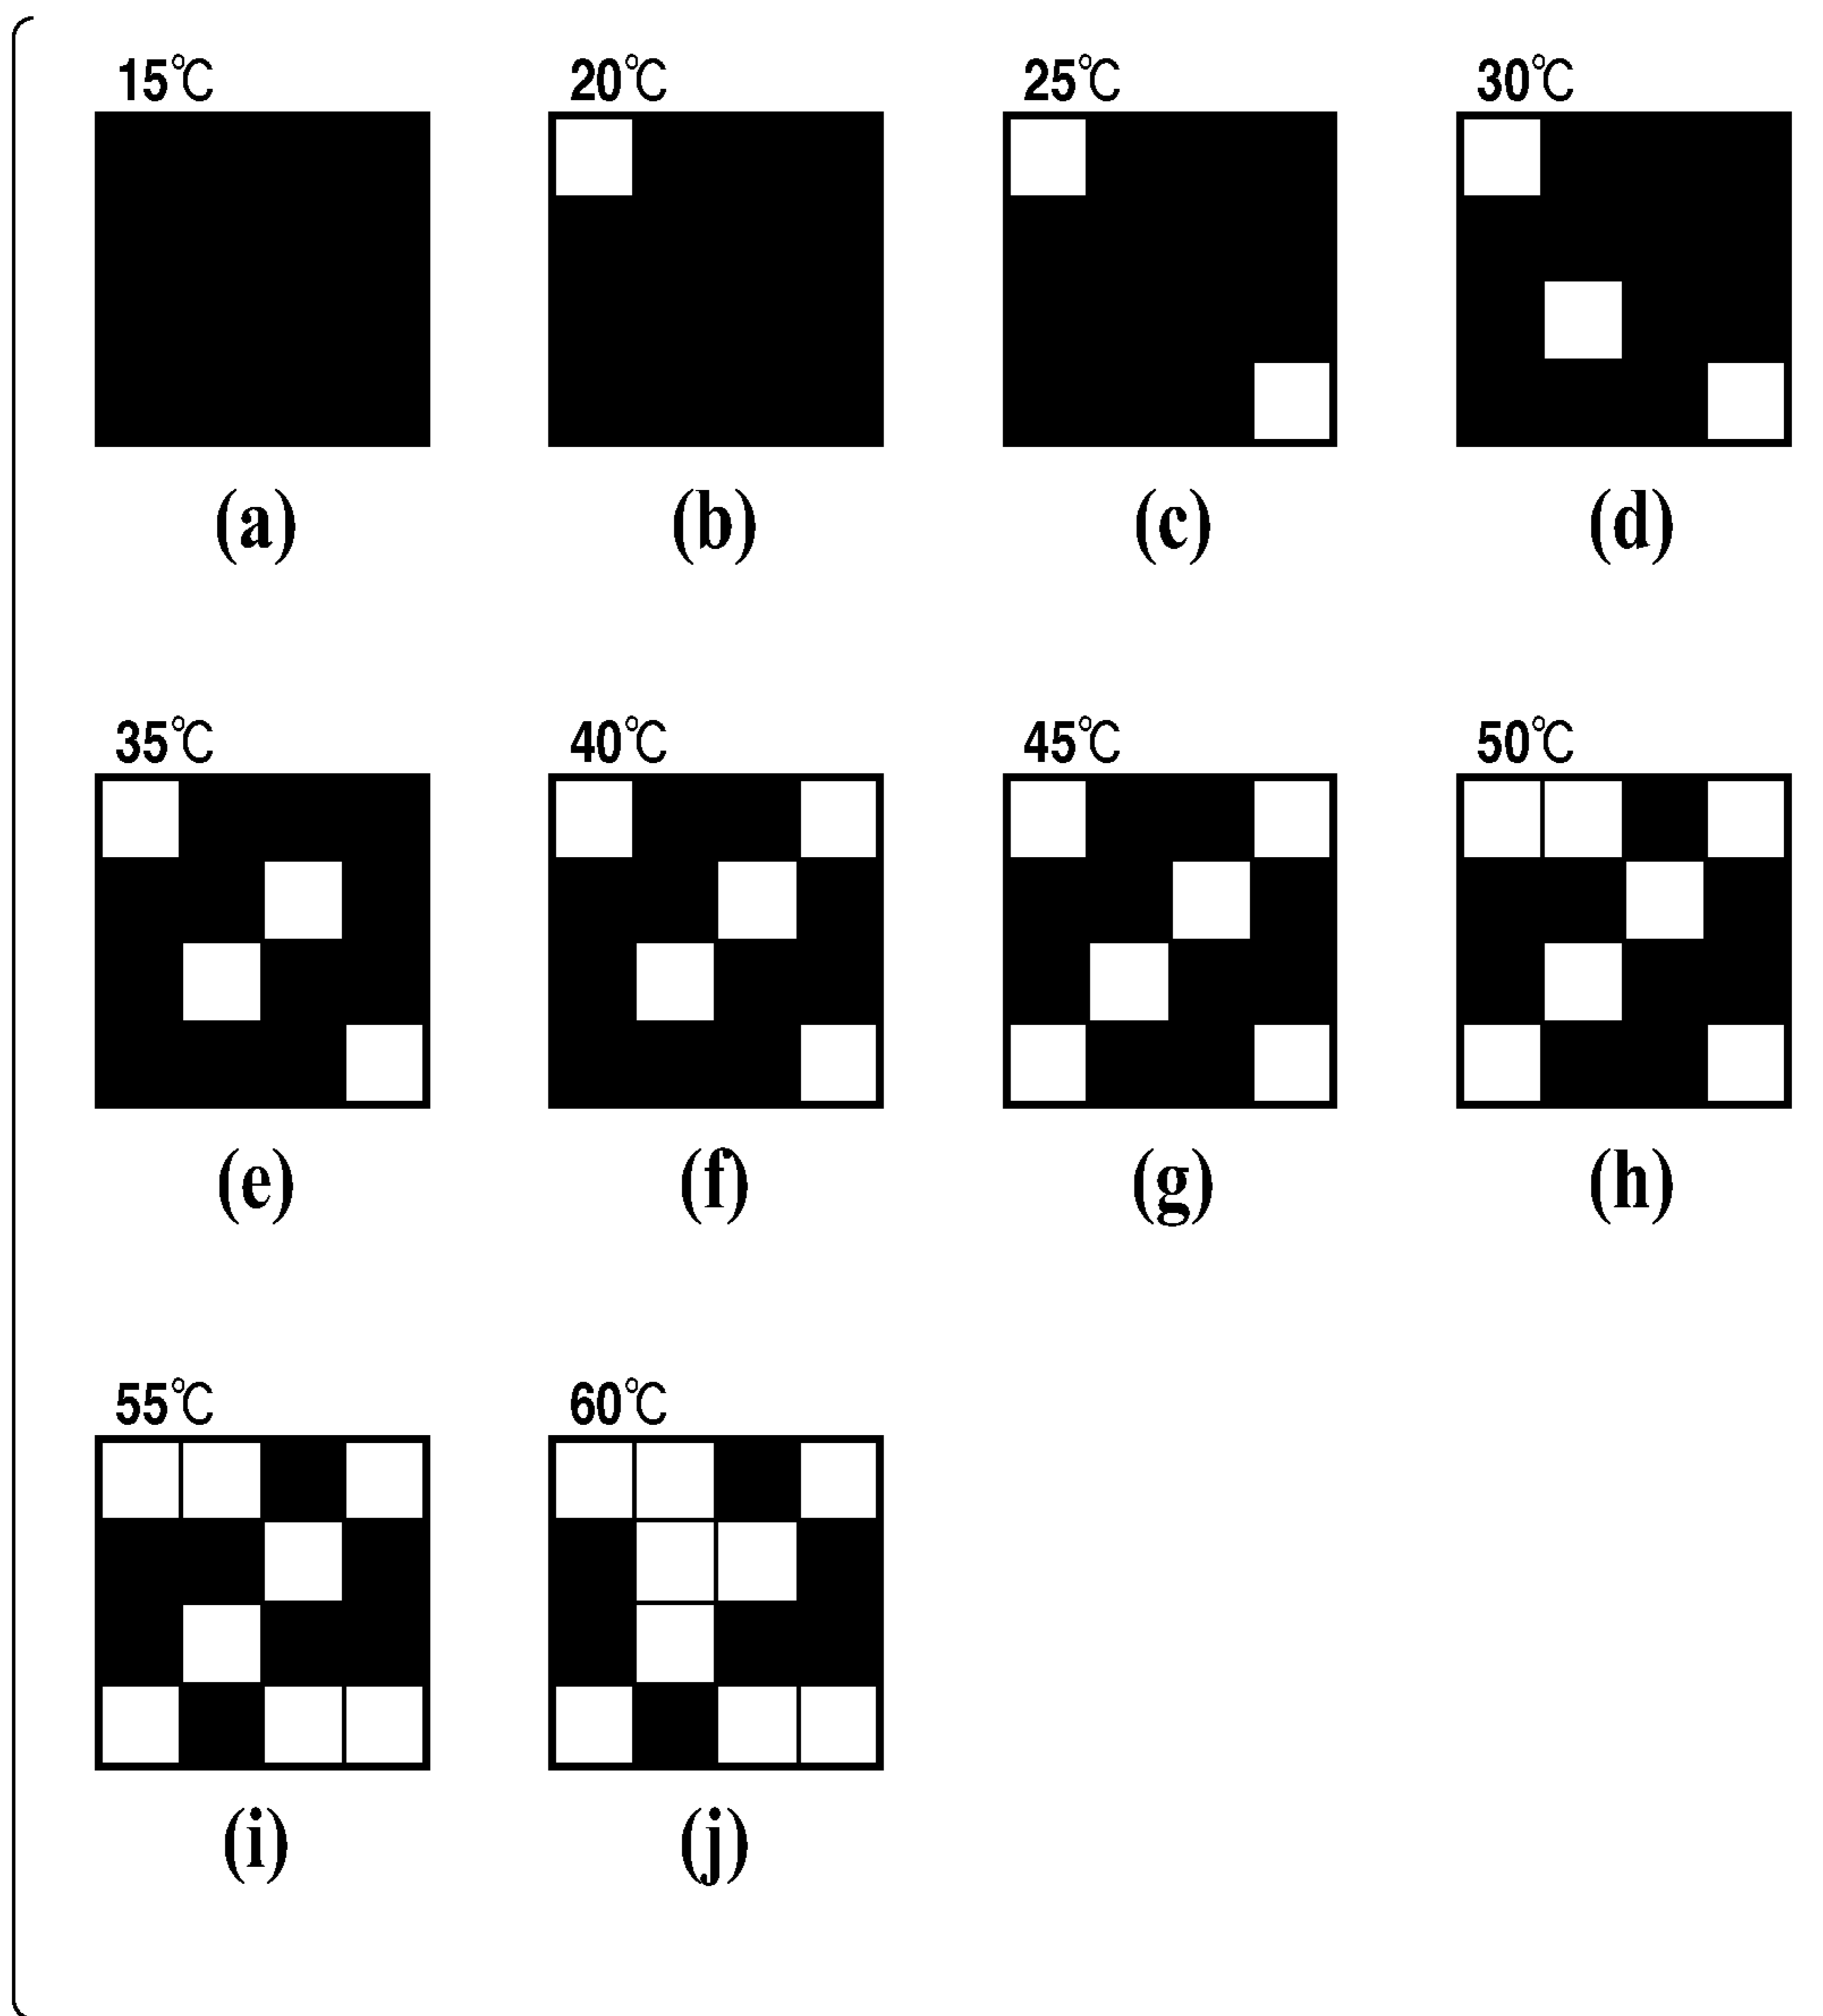 15℃ 20℃ 25℃ 30℃
(a) (b) (c) (d)
35℃ 40℃ 45℃ 50℃
(e) (f) (g) (h)
55℃ 60℃
(i) (j)